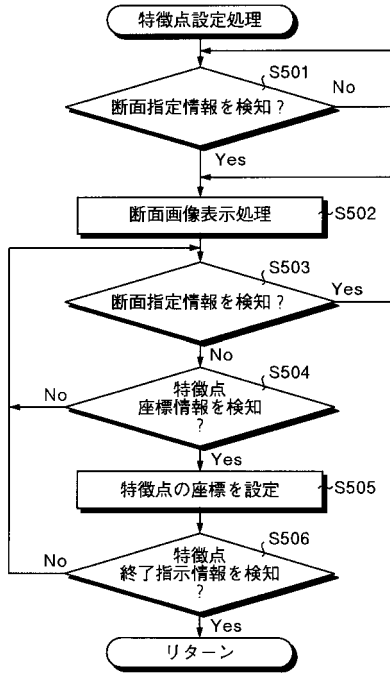 特徴点設定処理
S501
断面指定情報を検知?
No
Yes
断面画像表示処理
S502
S503
断面指定情報を検知?
Yes
No
S504
特徴点
座標情報を検知
?
No
Yes
特徴点の座標を設定
S505
S506
特徴点
終了指示情報を検知
?
No
Yes
リターン